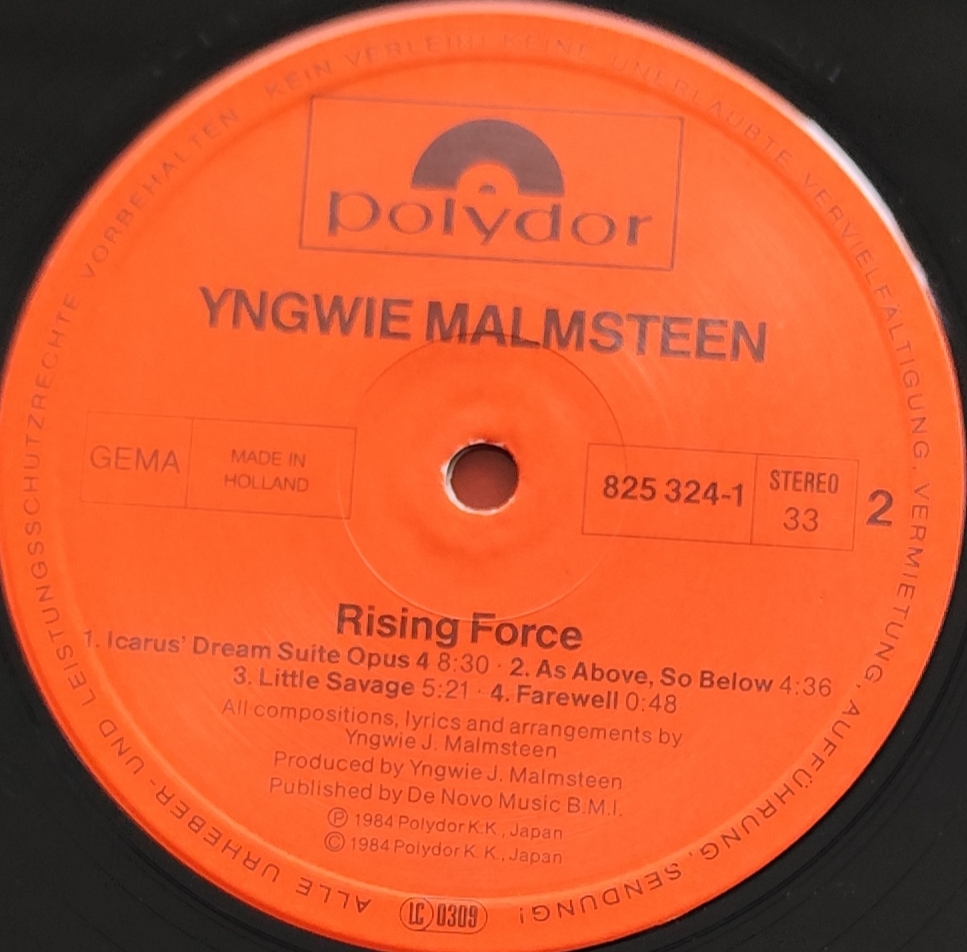 ALLE URHEBER- UND LEISTUNGSSCHUTZRECHTE VORBEHALTEN KEIN VERLEIH! KEINE UNERLAUBTE VERVIELFÄLTIGUNG, VERMIETUNG, AUFFÜHRUNG, SENDUNG!
polydor
YNGWIE MALMSTEEN
GEMA
MADE IN
HOLLAND
825 324-1
STEREO
33
2
Rising Force
1. Icarus' Dream Suite Opus 4 8:30 · 2. As Above, So Below 4:36
3. Little Savage 5:21 · 4. Farewell 0:48
All compositions, lyrics and arrangements by
Yngwie J. Malmsteen
Produced by Yngwie J. Malmsteen
Published by De Novo Music B.M.I.
Ⓟ 1984 Polydor K.K., Japan
© 1984 Polydor K.K., Japan
LC 0309